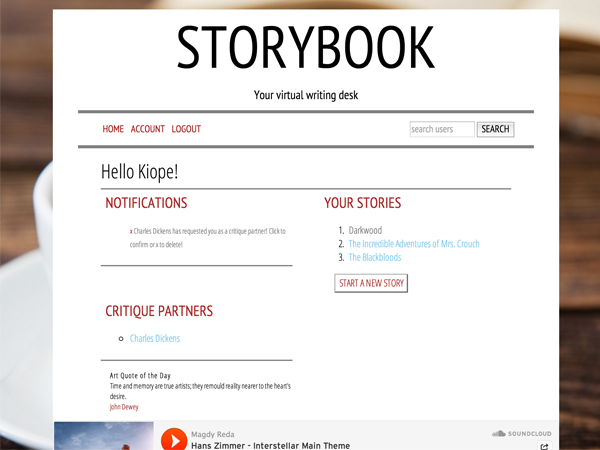 STORYBOOK
Your virtual writing desk
HOME ACCOUNT LOGOUT
search users SEARCH
Hello Kiope!
NOTIFICATIONS
x Charles Dickens has requested you as a critique partner! Click to
confirm or x to delete!
CRITIQUE PARTNERS
Charles Dickens
Art Quote of the Day
Time and memory are true artists; they remould reality nearer to the heart's
desire.
John Dewey
YOUR STORIES
1. Darkwood
2. The Incredible Adventures of Mrs. Crouch
3. The Blackbloods
START A NEW STORY
Magdy Reda
Hans Zimmer - Interstellar Main Theme
SOUNDCLOUD